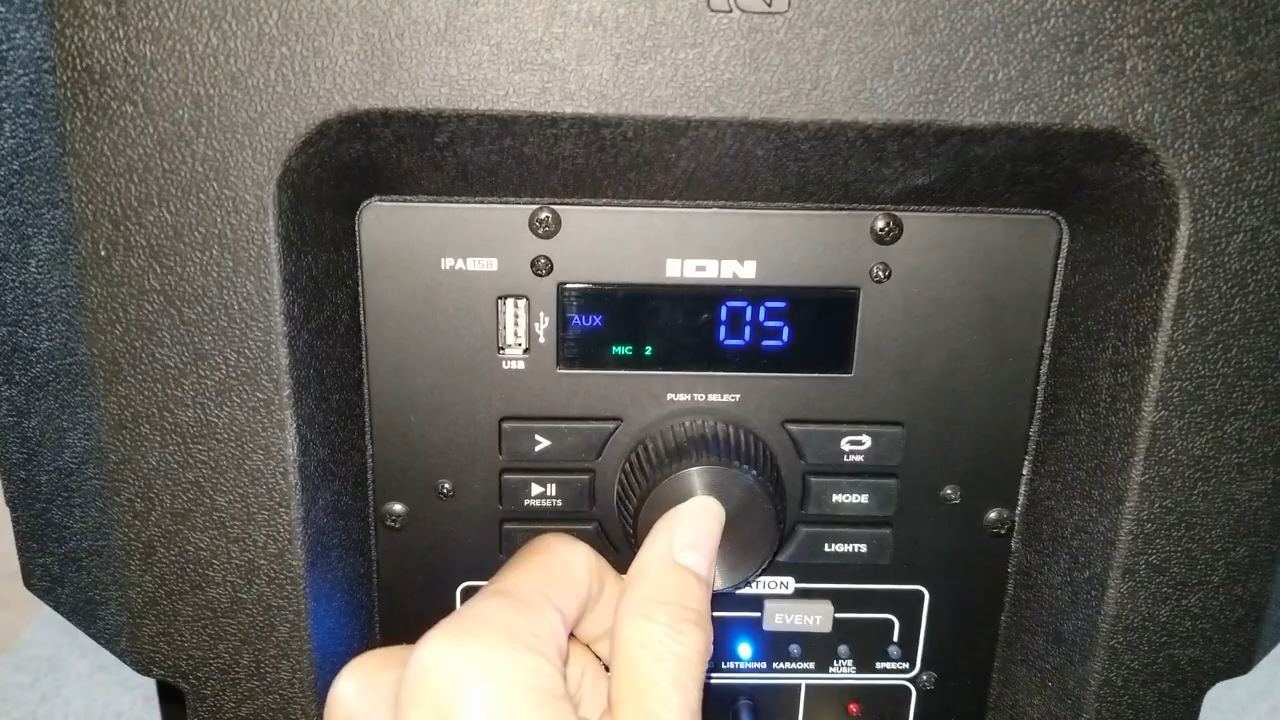 IPA 15B
ION
AUX
05
MIC 2
USB
PUSH TO SELECT
>
LINK
PRESETS
MODE
LIGHTS
ATION
EVENT
LISTENING
KARAOKE
LIVE
MUSIC
SPEECH